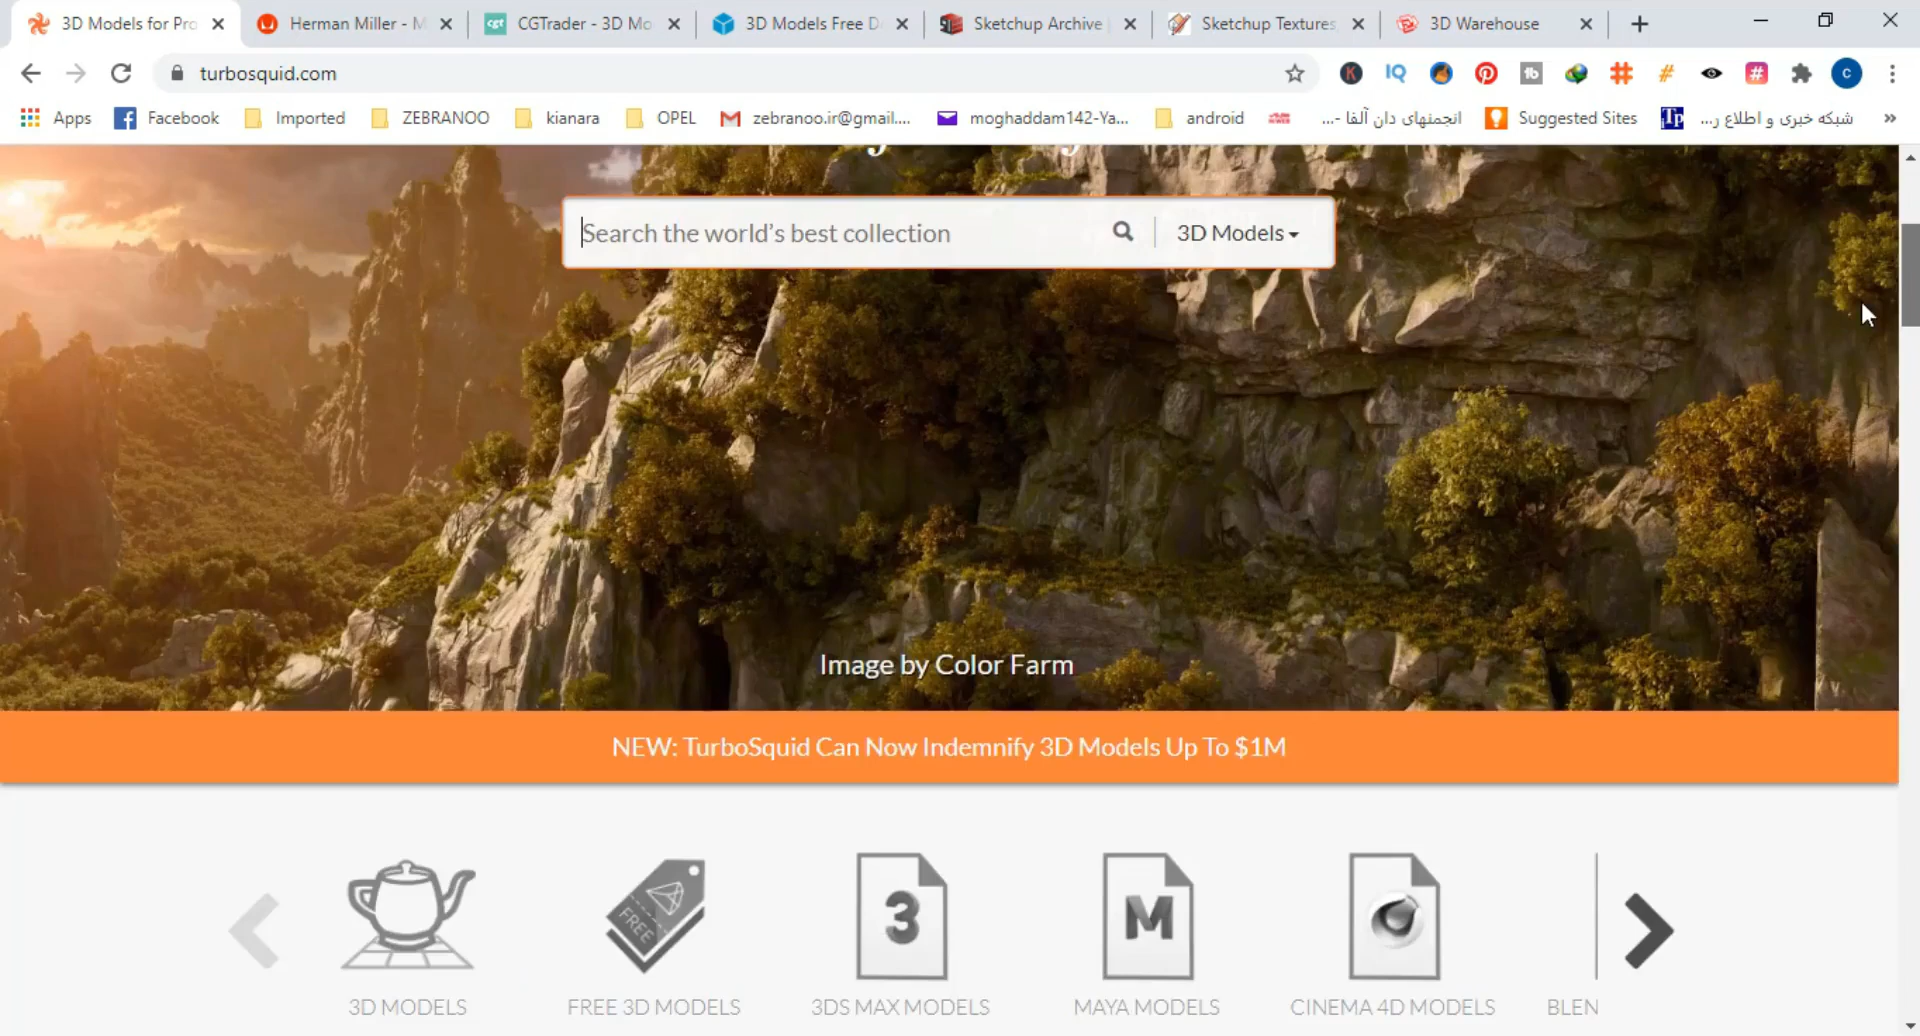 3D Models for Pro
Herman Miller - M
CGTrader - 3D Mo
3D Models Free D
Sketchup Archive
Sketchup Textures
3D Warehouse
turbosquid.com
Apps
Facebook
Imported
ZEBRANOO
kianara
OPEL
zebranoo.ir@gmail....
moghaddam142-Ya...
android
انجمنهای دان آلفا -...
Suggested Sites
شبکه خبری و اطلاع ر...
Search the world's best collection
3D Models
Image by Color Farm
NEW: TurboSquid Can Now Indemnify 3D Models Up To $1M
FREE
3
M
3D MODELS
FREE 3D MODELS
3DS MAX MODELS
MAYA MODELS
CINEMA 4D MODELS
BLEN